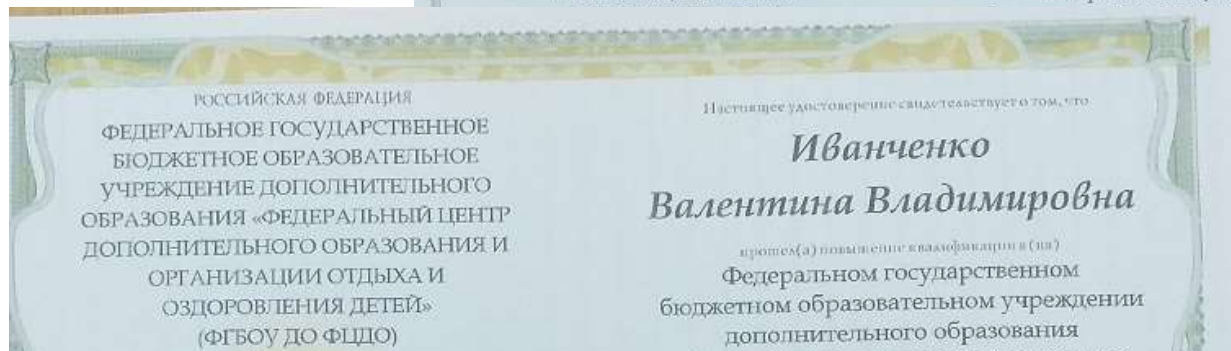 РОССИЙСКАЯ ФЕДЕРАЦИЯ
ФЕДЕРАЛЬНОЕ ГОСУДАРСТВЕННОЕ
БЮДЖЕТНОЕ ОБРАЗОВАТЕЛЬНОЕ
УЧРЕЖДЕНИЕ ДОПОЛНИТЕЛЬНОГО
ОБРАЗОВАНИЯ «ФЕДЕРАЛЬНЫЙ ЦЕНТР
ДОПОЛНИТЕЛЬНОГО ОБРАЗОВАНИЯ И
ОРГАНИЗАЦИИ ОТДЫХА И
ОЗДОРОВЛЕНИЯ ДЕТЕЙ»
(ФГБОУ ДО ФЦДО)
Настоящее удостоверение свидетельствует о том, что
Иванченко
Валентина Владимировна
прошел(а) повышение квалификации в (на)
Федеральном государственном
бюджетном образовательном учреждении
дополнительного образования